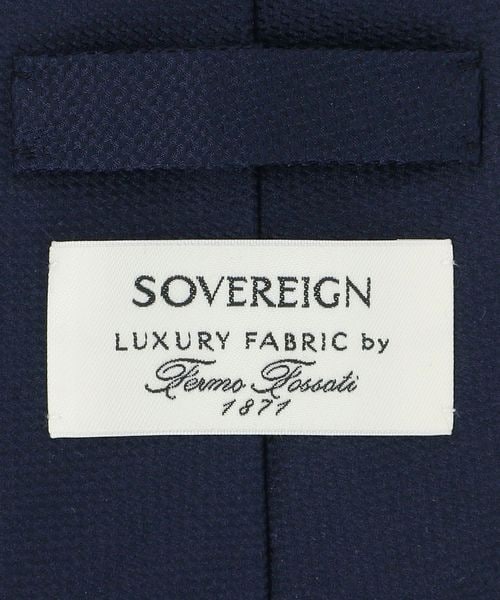 SOVEREIGN
LUXURY FABRIC by
Fermo Fossati
1871